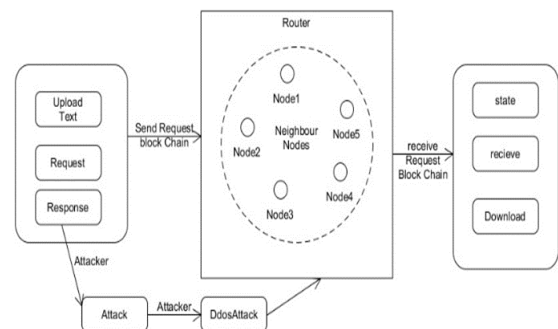 Router
Upload
Text
Request
Response
Send Request
block Chain
Node1
Node5
Neighbour
Nodes
Node2
Node4
Node3
receive
Request
Block Chain
state
recieve
Download
Attacker
Attack
Attacker
DdosAttack